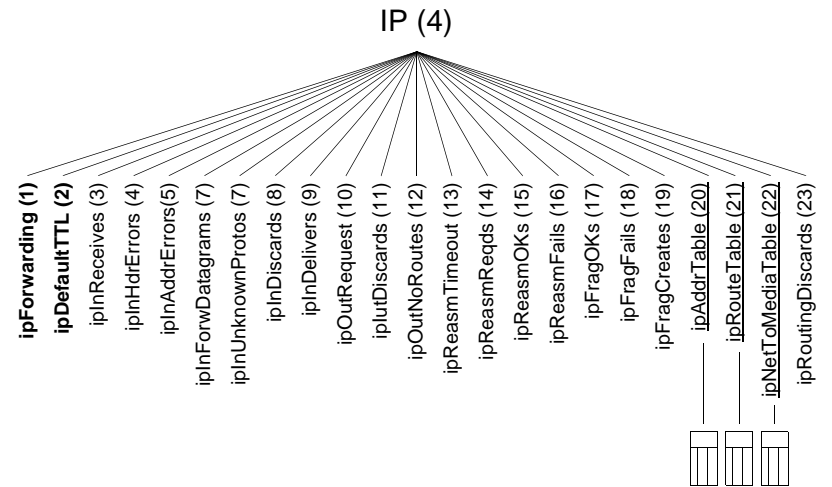 IP (4)
ipForwarding (1)
ipDefaultTTL (2)
ipInReceives (3)
ipInHdrErrors (4)
ipInAddrErrors(5)
ipInForwDatagrams (7)
ipInUnknownProtos (7)
ipInDiscards (8)
ipInDelivers (9)
ipOutRequest (10)
ipIutDiscards (11)
ipOutNoRoutes (12)
ipReasmTimeout (13)
ipReasmReqds (14)
ipReasmOKs (15)
ipReasmFails (16)
ipFragOKs (17)
ipFragFails (18)
ipFragCreates (19)
ipAddrTable (20)
ipRouteTable (21)
ipNetToMediaTable (22)
ipRoutingDiscards (23)